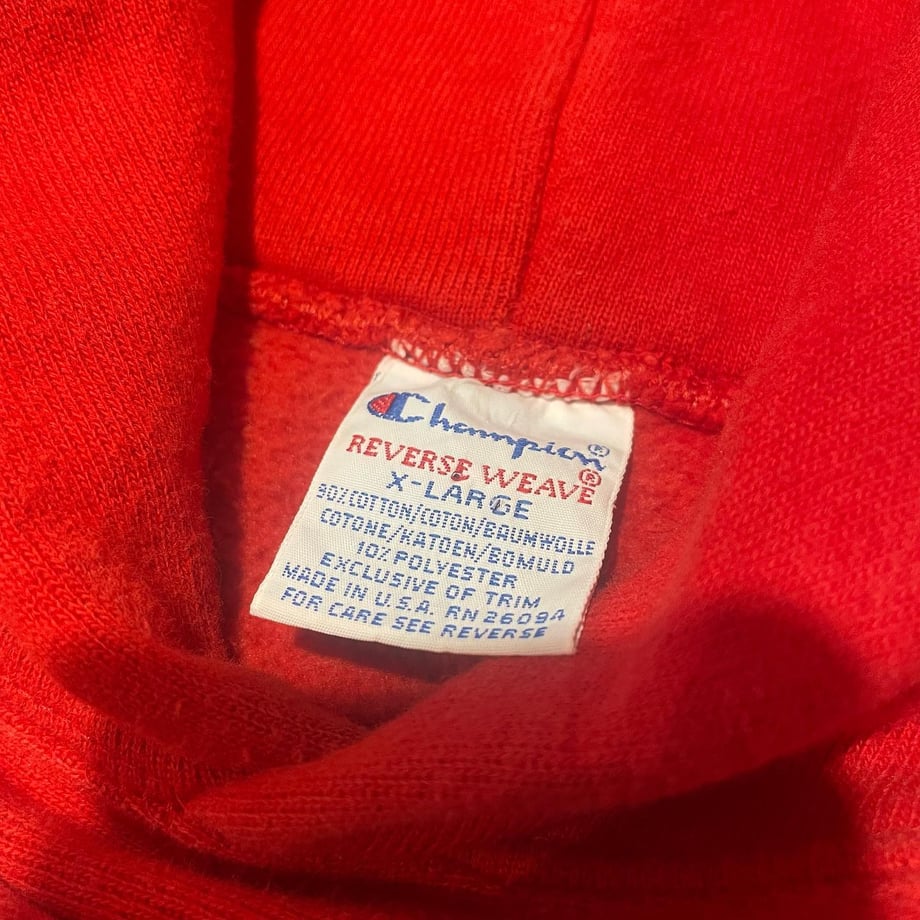 Champion®
REVERSE WEAVE®
X-LARGE
90% COTTON/COTON/BAUMWOLLE
COTONE/KATOEN/BOMULD
10% POLYESTER
EXCLUSIVE OF TRIM
MADE IN U.S.A. RN 26094
FOR CARE SEE REVERSE